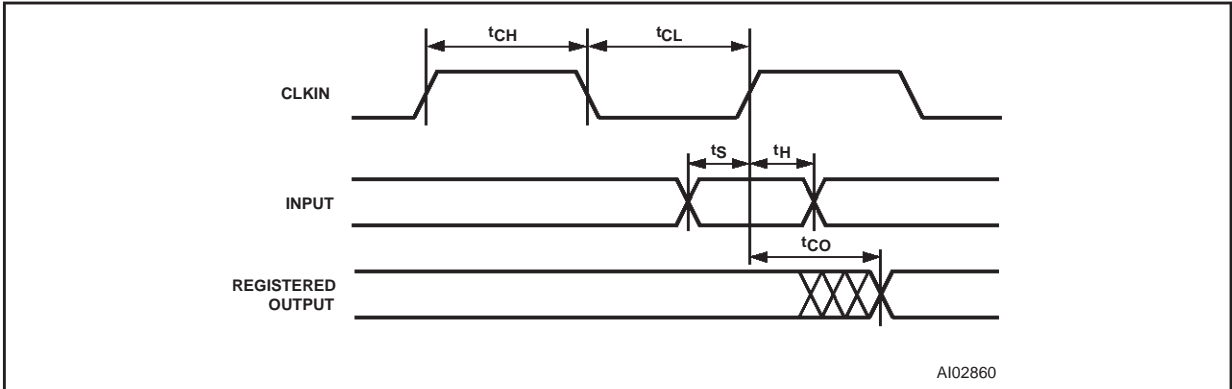 tCH tCL
CLKIN
tS tH
INPUT
tCO
REGISTERED
OUTPUT
AI02860